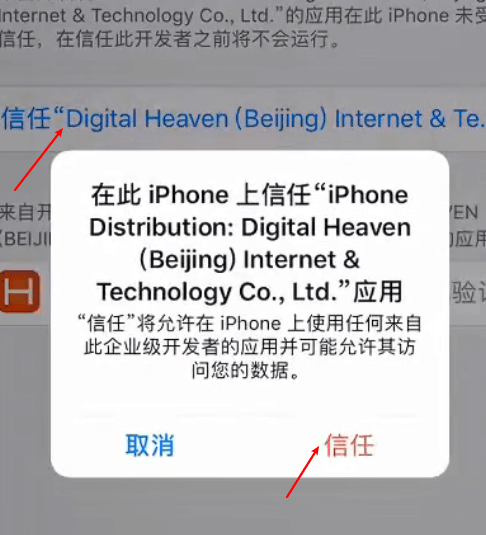 Internet & Technology Co., Ltd.”的应用在此 iPhone 未受
信任，在信任此开发者之前将不会运行。
信任“Digital Heaven (Beijing) Internet & Te.
在此 iPhone 上信任“iPhone
Distribution: Digital Heaven
(Beijing) Internet &
Technology Co., Ltd.”应用
“信任”将允许在 iPhone 上使用任何来自
此企业级开发者的应用并可能允许其访
问您的数据。
来自开
VEN
(BEIJI
的应用
H
验
取消
信任